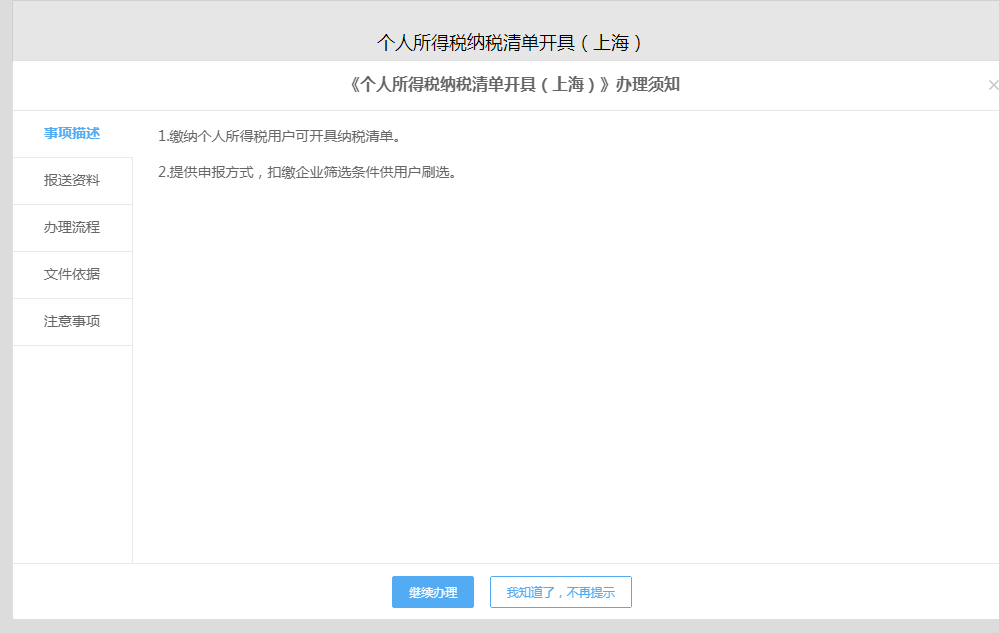 个人所得税纳税清单开具（上海）
《个人所得税纳税清单开具（上海）》办理须知
×
事项描述
1.缴纳个人所得税用户可开具纳税清单。
报送资料
2.提供申报方式，扣缴企业筛选条件供用户刷选。
办理流程
文件依据
注意事项
继续办理
我知道了，不再提示